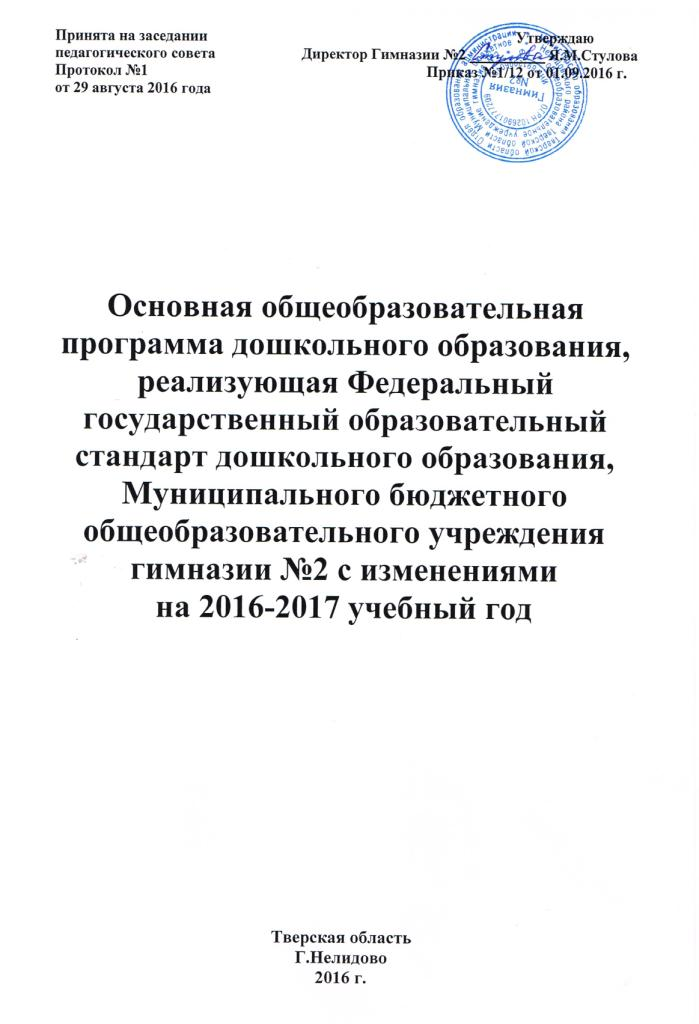 Принята на заседании
педагогического совета
Протокол №1
от 29 августа 2016 года
Утверждаю
Директор Гимназии №2 Я.М.Стулова
Приказ №1/12 от 01.09.2016 г.
Гимназия
№2
Основная общеобразовательная
программа дошкольного образования,
реализующая Федеральный
государственный образовательный
стандарт дошкольного образования,
Муниципального бюджетного
общеобразовательного учреждения
гимназии №2 с изменениями
на 2016-2017 учебный год
Тверская область
Г.Нелидово
2016 г.